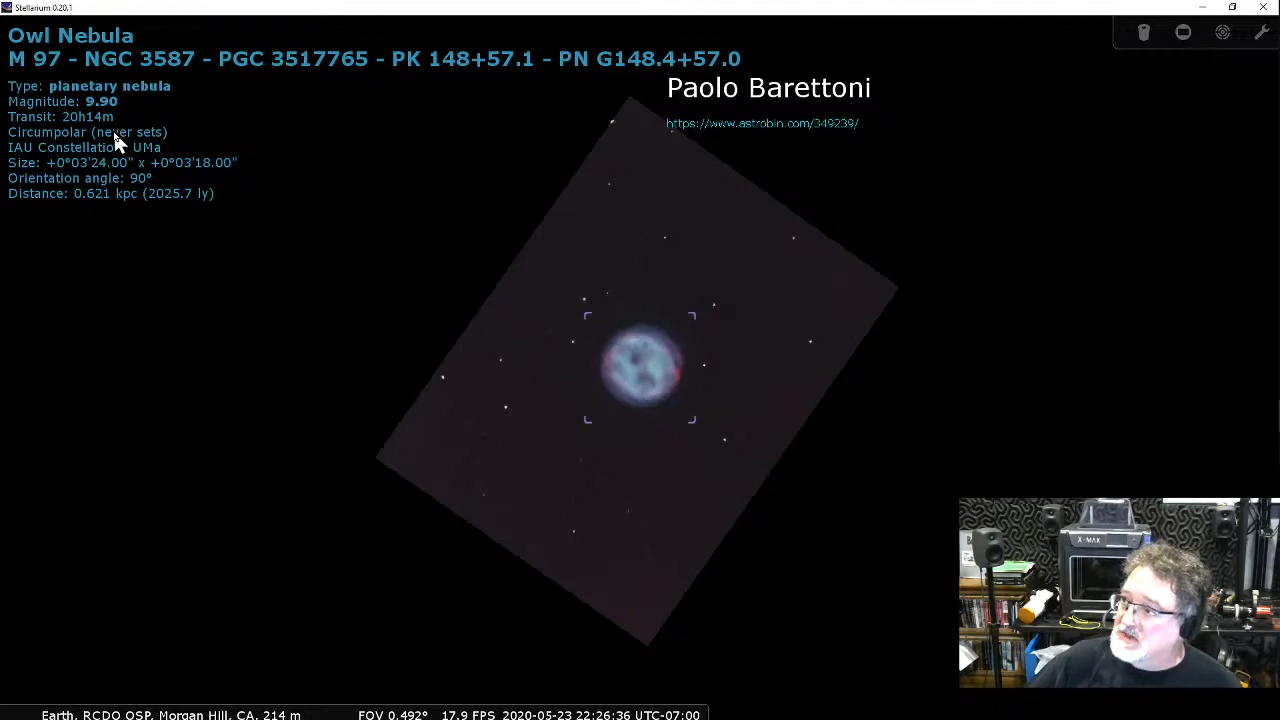 Stellarium 0.20.1
Owl Nebula
M 97 - NGC 3587 - PGC 3517765 - PK 148+57.1 - PN G148.4+57.0
Type: planetary nebula
Magnitude: 9.90
Transit: 20h14m
Circumpolar (never sets)
IAU Constellation: UMa
Size: +0°03'24.00" x +0°03'18.00"
Orientation angle: 90°
Distance: 0.621 kpc (2025.7 ly)
Paolo Barettoni
https://www.astrobin.com/349239/
X-MAX
Earth, RCDO OSP, Morgan Hill, CA, 214 m FOV 0.492° 17.9 FPS 2020-05-23 22:26:36 UTC-07:00